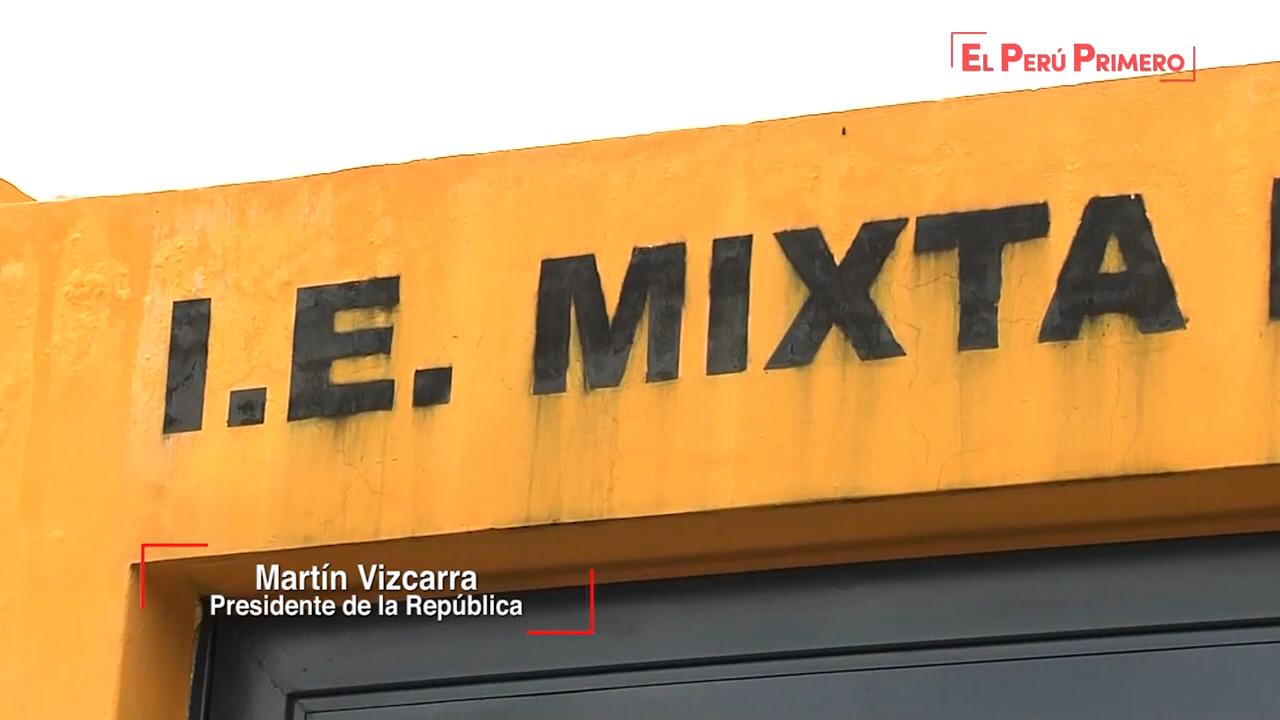 EL PERÚ PRIMERO
I.E. MIXTA
Martín Vizcarra
Presidente de la República